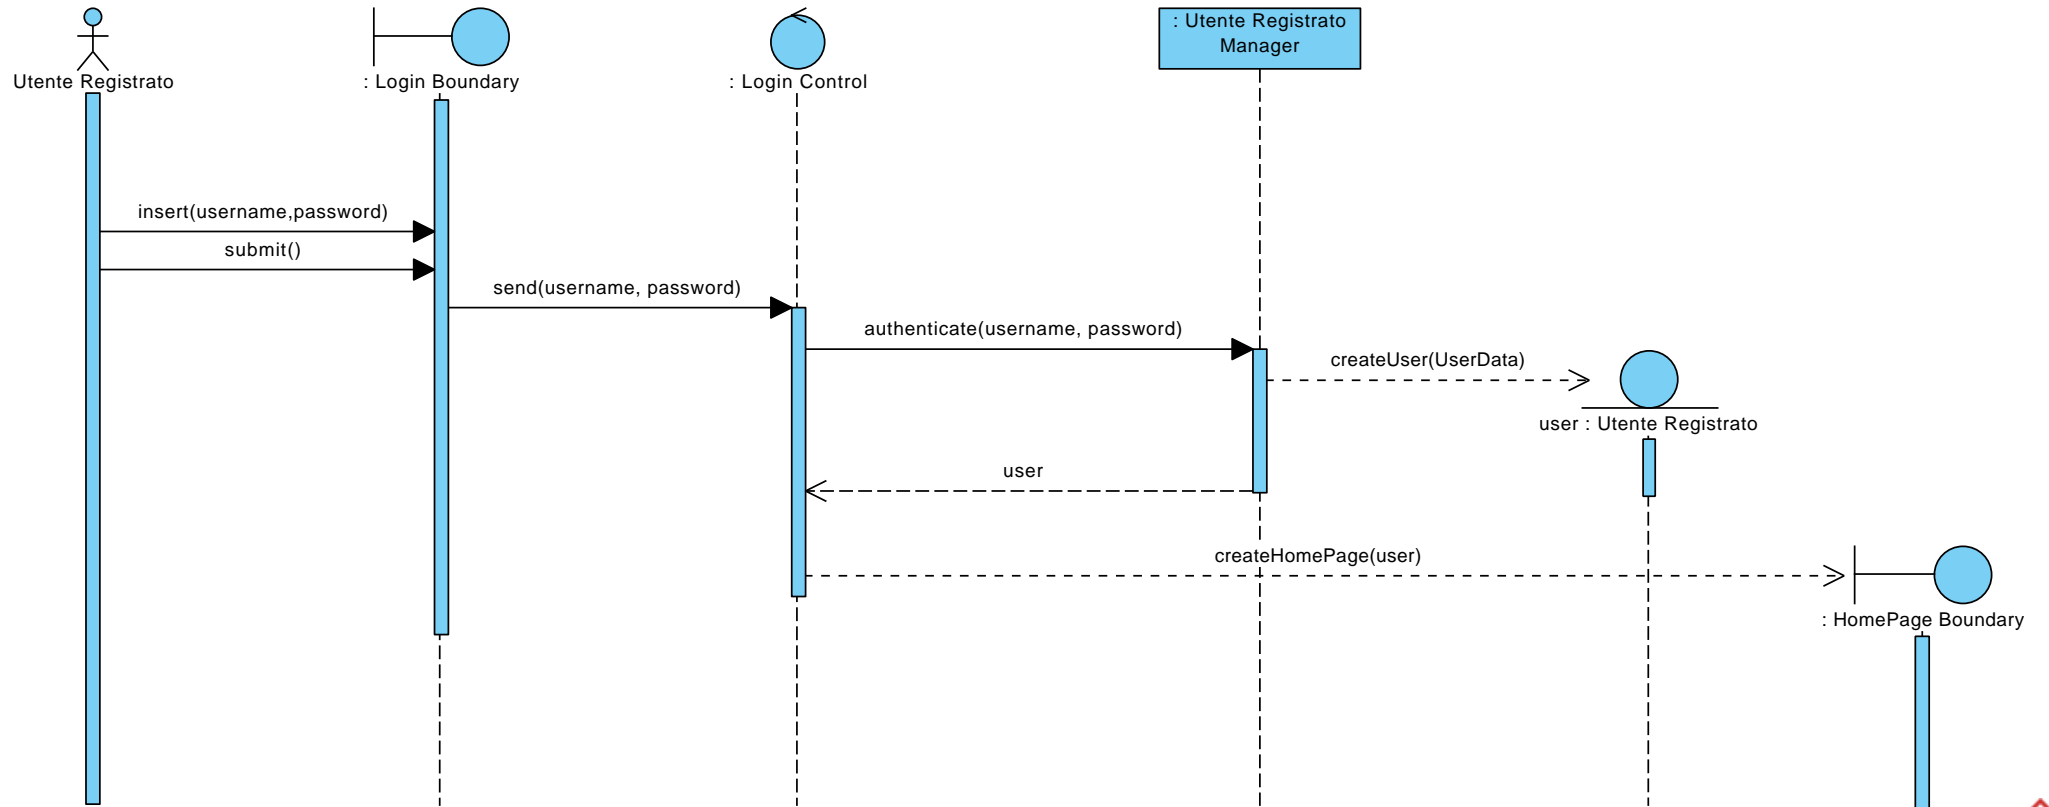 : Utente Registrato
Manager
Utente Registrato
: Login Boundary
: Login Control
insert(username,password)
submit()
send(username, password)
authenticate(username, password)
createUser(UserData)
user : Utente Registrato
user
createHomePage(user)
: HomePage Boundary